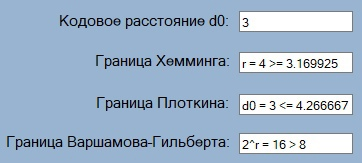 Кодовое расстояние d0: 3
Граница Хемминга: r = 4 >= 3.169925
Граница Плоткина: d0 = 3 <= 4.266667
Граница Варшамова-Гильберта: 2^r = 16 > 8